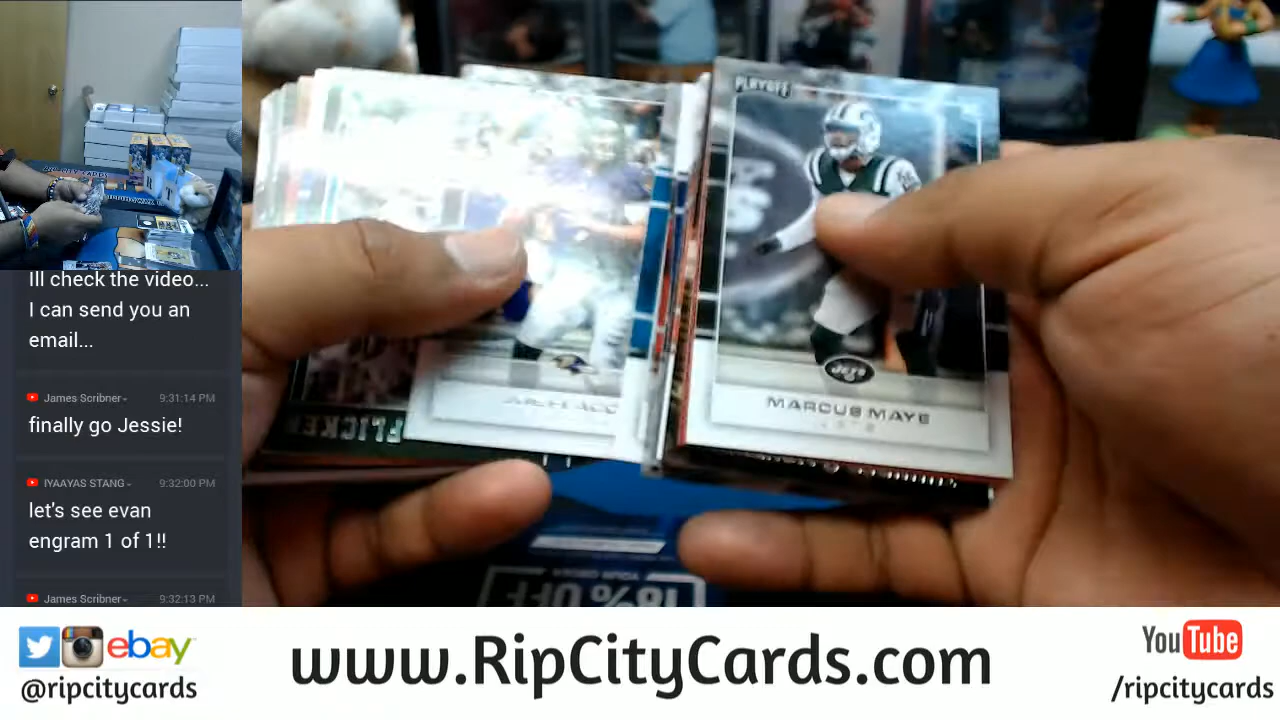 Ill check the video...
I can send you an
email...
James Scribner
9:31:14 PM
finally go Jessie!
IYAAYAS STANG
9:32:00 PM
let's see evan
engram 1 of 1!!
James Scribner
9:32:13 PM
PLAYOFF
JETS
MARCUS MAYE
JETS
FLICKER
18% OFF
ebay
@ripcitycards
www.RipCityCards.com
YouTube
/ripcitycards